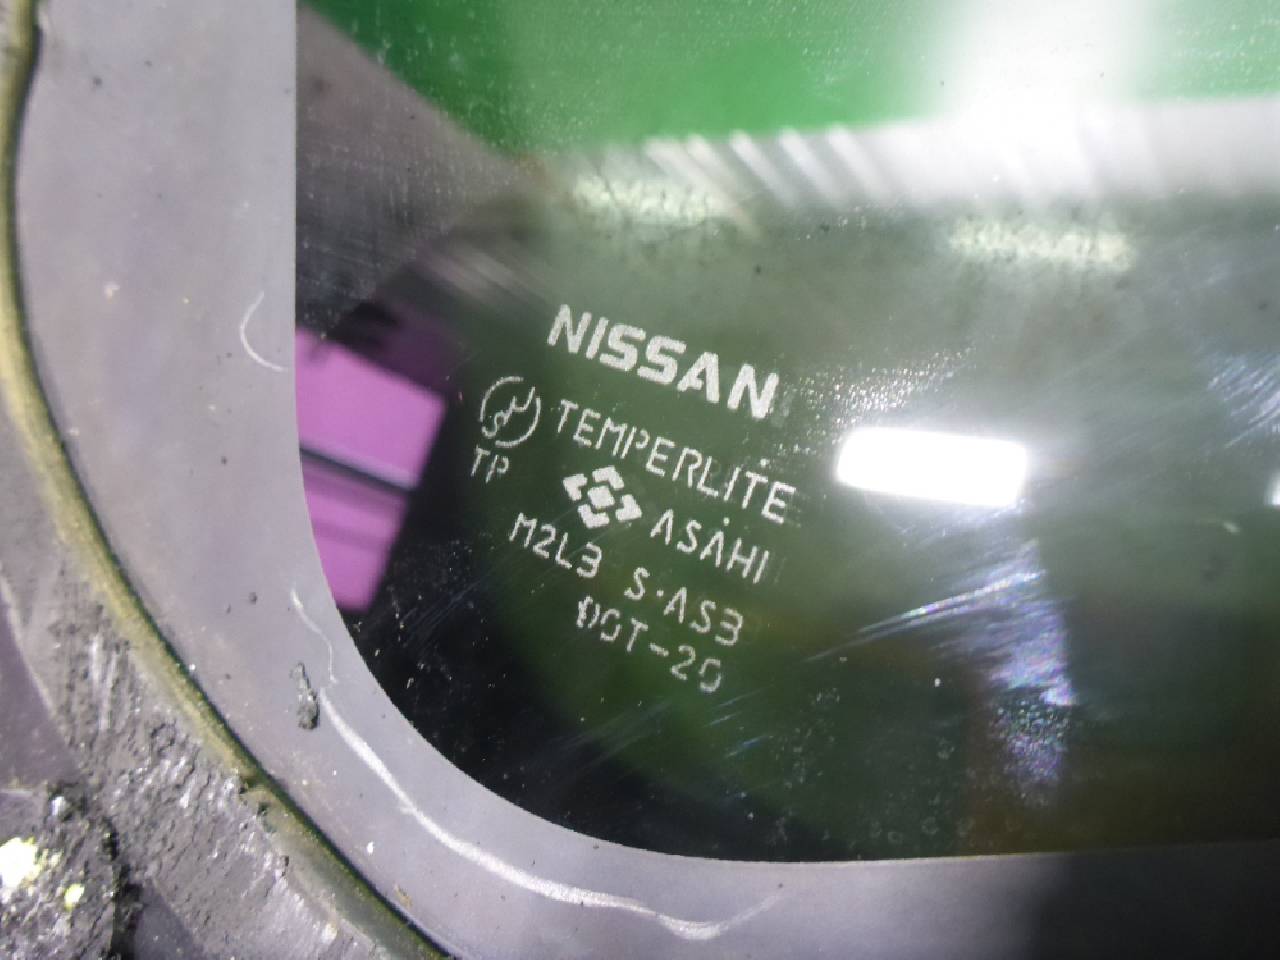 NISSAN
TEMPERLITE
TP
ASAHI
M2L3 S·AS3
DOT-20